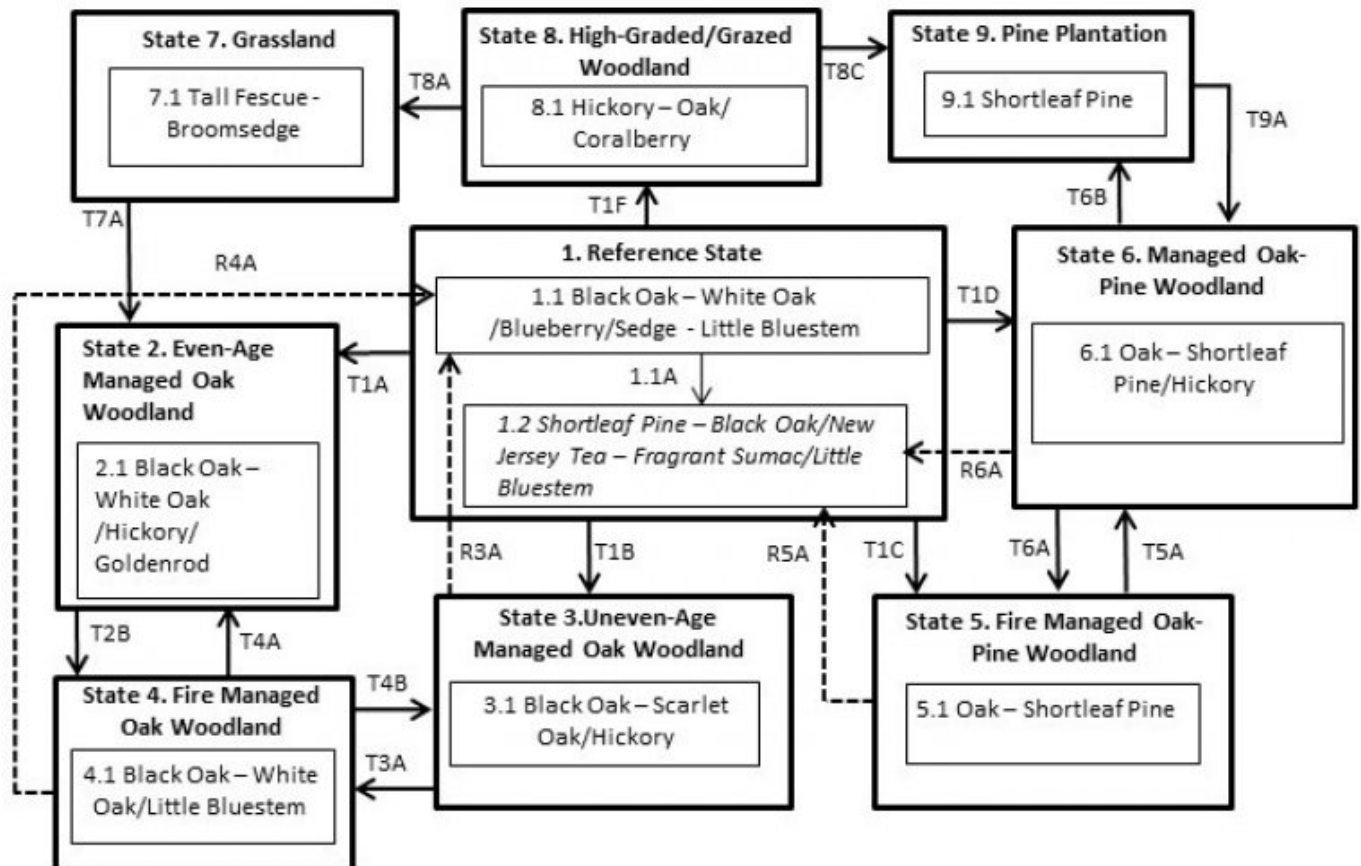 State 7. Grassland
7.1 Tall Fescue -
Broomsedge
T8A
State 8. High-Graded/Grazed
Woodland
8.1 Hickory – Oak/
Coralberry
T8C
State 9. Pine Plantation
9.1 Shortleaf Pine
T9A
T7A
R4A
T1F
T6B
1. Reference State
1.1 Black Oak – White Oak
/Blueberry/Sedge - Little Bluestem
1.1A
1.2 Shortleaf Pine – Black Oak/New
Jersey Tea – Fragrant Sumac/Little
Bluestem
T1D
State 6. Managed Oak-
Pine Woodland
6.1 Oak – Shortleaf
Pine/Hickory
State 2. Even-Age
Managed Oak
Woodland
2.1 Black Oak –
White Oak
/Hickory/
Goldenrod
T1A
R6A
R3A
T1B
R5A
T1C
T6A
T5A
T2B
T4A
State 3.Uneven-Age
Managed Oak Woodland
3.1 Black Oak – Scarlet
Oak/Hickory
State 5. Fire Managed Oak-
Pine Woodland
5.1 Oak – Shortleaf Pine
State 4. Fire Managed
Oak Woodland
4.1 Black Oak – White
Oak/Little Bluestem
T4B
T3A